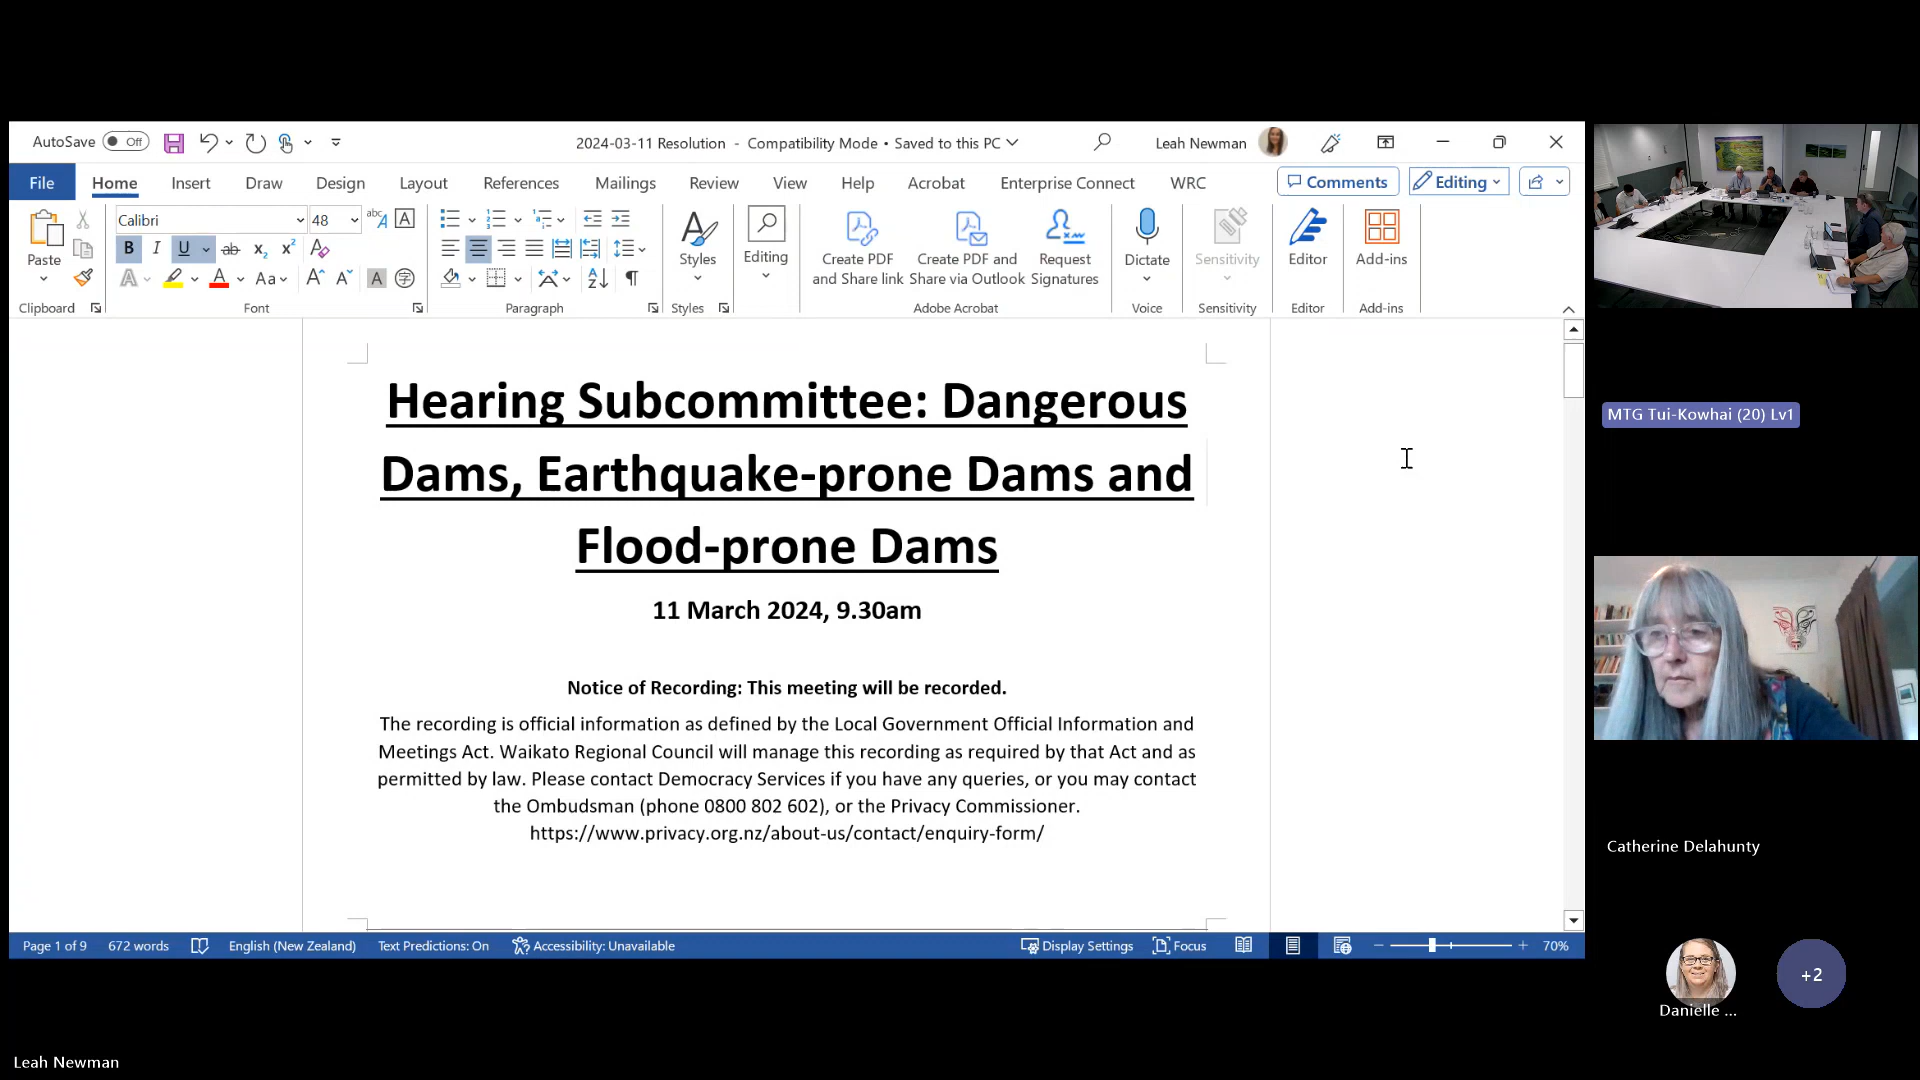 AutoSave Off
2024-03-11 Resolution - Compatibility Mode • Saved to this PC
Leah Newman
File Home Insert Draw Design Layout References Mailings Review View Help Acrobat Enterprise Connect WRC Comments Editing
Calibri 48
Paste
B I U ab x₂ x² A
A A Aa A A A
Styles
Editing
Create PDF and Share link
Create PDF and Share via Outlook
Request Signatures
Dictate
Sensitivity
Editor
Add-ins
Clipboard Font Paragraph Styles Adobe Acrobat Voice Sensitivity Editor Add-ins
Hearing Subcommittee: Dangerous
Dams, Earthquake-prone Dams and
Flood-prone Dams
11 March 2024, 9.30am
Notice of Recording: This meeting will be recorded.
The recording is official information as defined by the Local Government Official Information and
Meetings Act. Waikato Regional Council will manage this recording as required by that Act and as
permitted by law. Please contact Democracy Services if you have any queries, or you may contact
the Ombudsman (phone 0800 802 602), or the Privacy Commissioner.
https://www.privacy.org.nz/about-us/contact/enquiry-form/
Page 1 of 9 672 words English (New Zealand) Text Predictions: On Accessibility: Unavailable Display Settings Focus 70%
MTG Tui-Kowhai (20) Lv1
Catherine Delahunty
Danielle ...
+2
Leah Newman